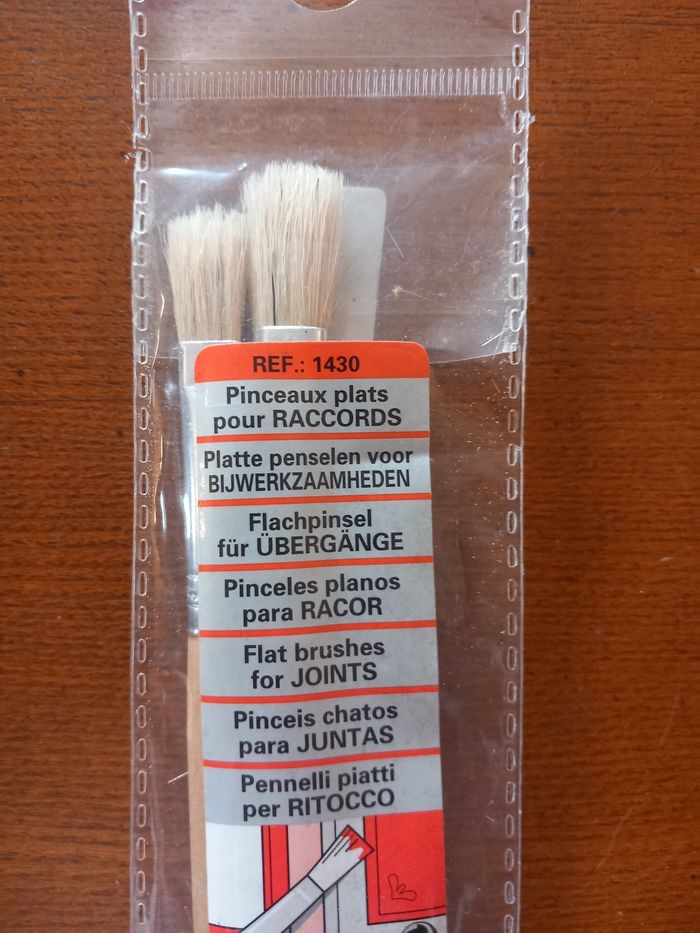 REF.: 1430
Pinceaux plats
pour RACCORDS
Platte penselen voor
BIJWERKZAAMHEDEN
Flachpinsel
für ÜBERGÄNGE
Pinceles planos
para RACOR
Flat brushes
for JOINTS
Pinceis chatos
para JUNTAS
Pennelli piatti
per RITOCCO